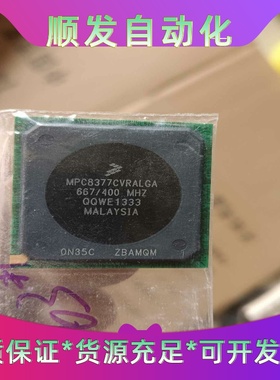 顺发自动化
MPC8377CVRALGA
667/400 MHZ
QQWE1333
MALAYSIA
DN35C ZBAMQM
质保证*货源充足*可开发